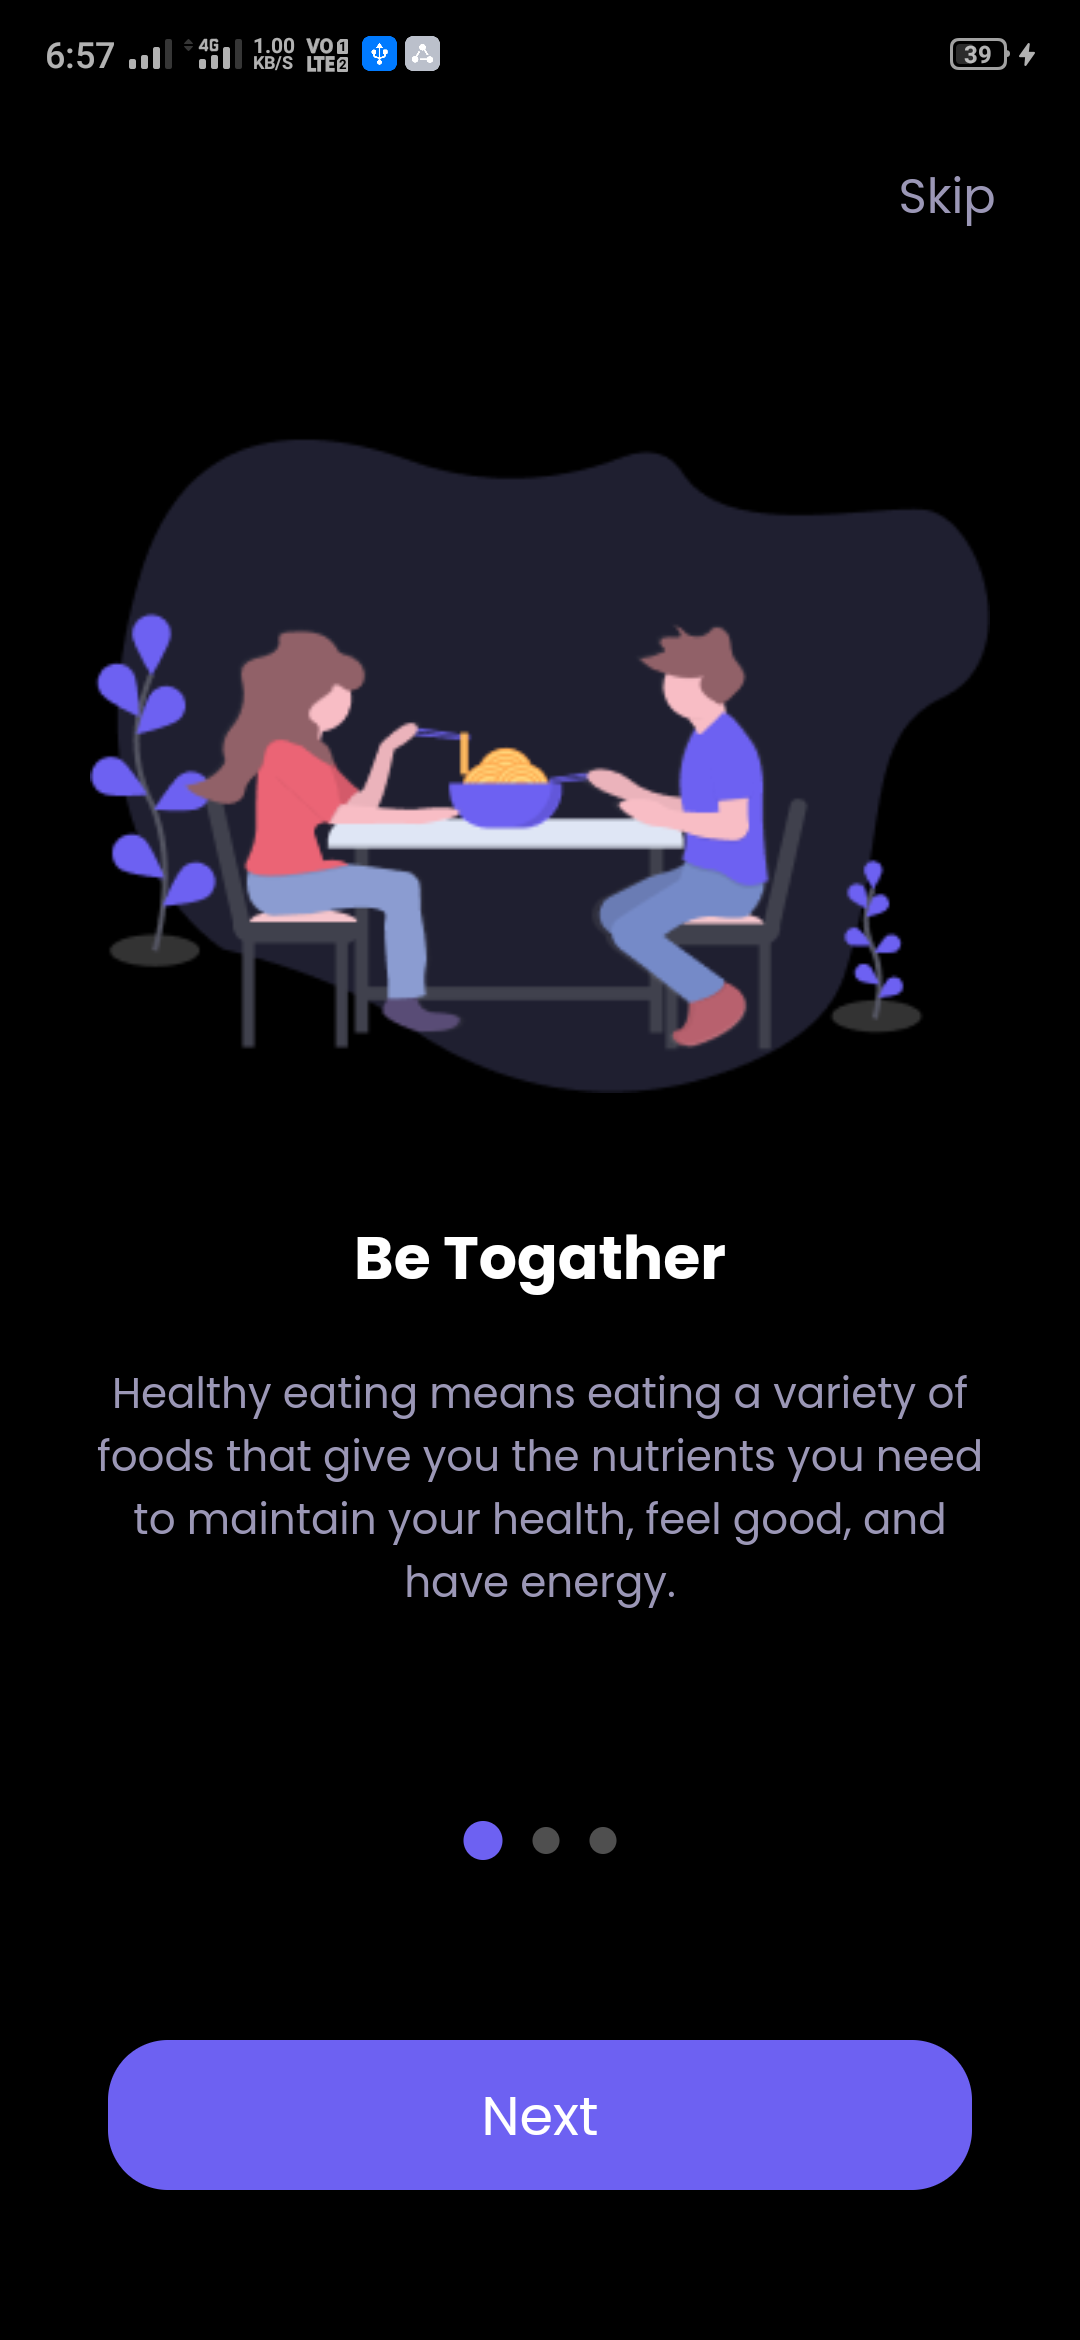 6:57 4G 1.00 KB/S VO LTE 1 2 39
Skip
Be Togather
Healthy eating means eating a variety of
foods that give you the nutrients you need
to maintain your health, feel good, and
have energy.
Next